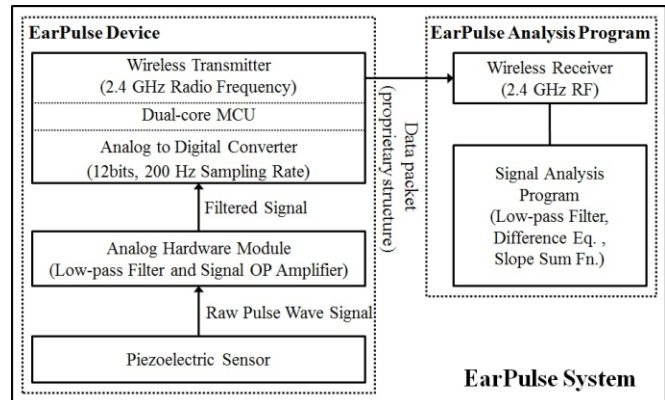 EarPulse Device
Wireless Transmitter
(2.4 GHz Radio Frequency)
Dual-core MCU
Analog to Digital Converter
(12bits, 200 Hz Sampling Rate)
Filtered Signal
Analog Hardware Module
(Low-pass Filter and Signal OP Amplifier)
Raw Pulse Wave Signal
Piezoelectric Sensor
Data packet
(proprietary structure)
EarPulse Analysis Program
Wireless Receiver
(2.4 GHz RF)
Signal Analysis
Program
(Low-pass Filter,
Difference Eq. ,
Slope Sum Fn.)
EarPulse System